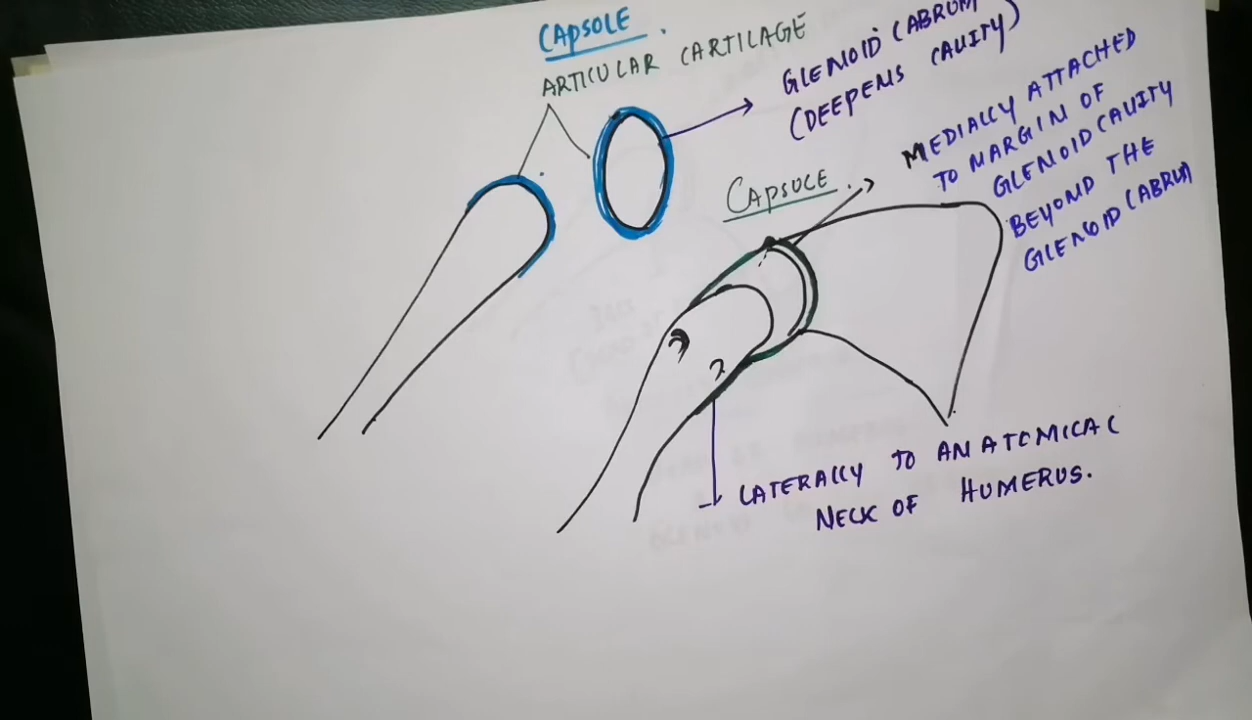 CAPSOLE.
ARTICULAR CARTILAGE
GLENOID LABRUM
(DEEPENS CAVITY)
CAPSULE.
MEDIALLY ATTACHED
TO MARGIN OF
GLENOID CAVITY
BEYOND THE
GLENOID LABRUM
LATERALLY TO ANATOMICAL
NECK OF HUMERUS.